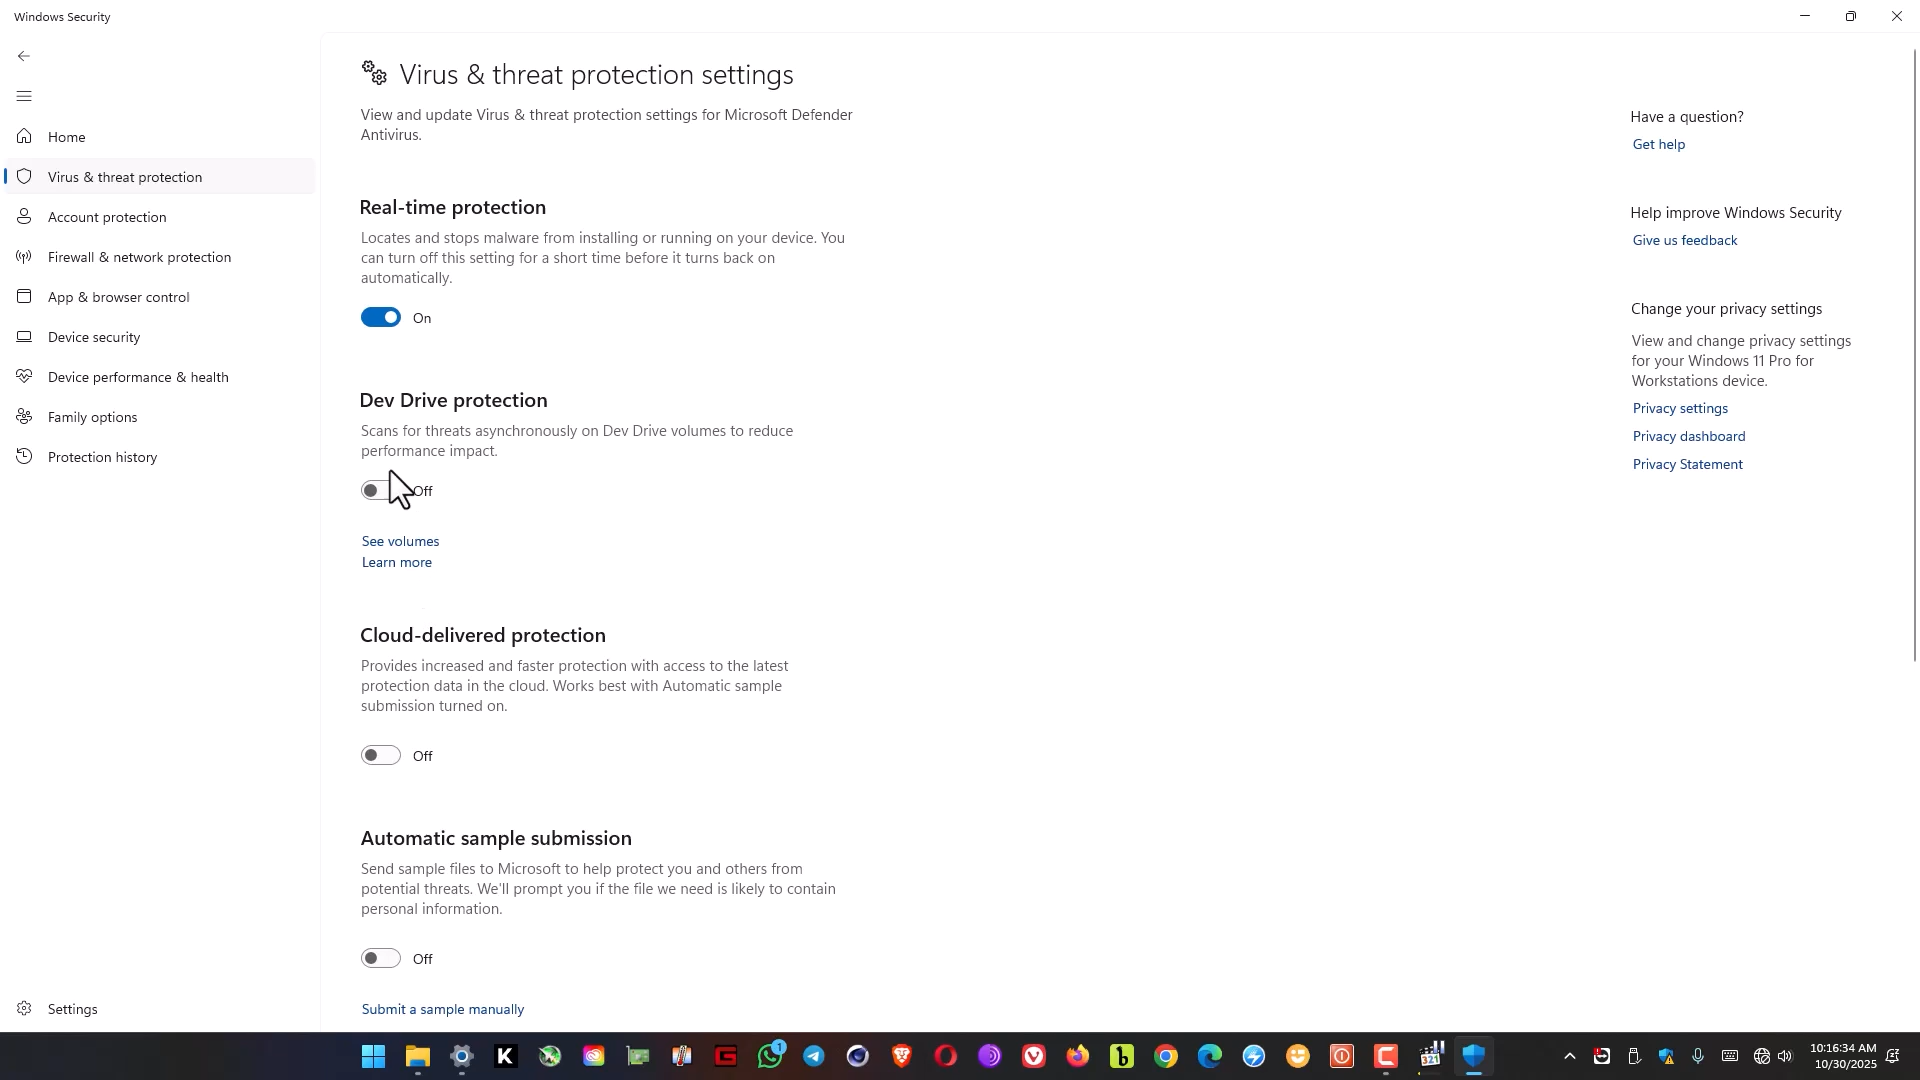 Windows Security
Home
Virus & threat protection
Account protection
Firewall & network protection
App & browser control
Device security
Device performance & health
Family options
Protection history
Settings
Virus & threat protection settings
View and update Virus & threat protection settings for Microsoft Defender
Antivirus.
Real-time protection
Locates and stops malware from installing or running on your device. You
can turn off this setting for a short time before it turns back on
automatically.
On
Dev Drive protection
Scans for threats asynchronously on Dev Drive volumes to reduce
performance impact.
Off
See volumes
Learn more
Cloud-delivered protection
Provides increased and faster protection with access to the latest
protection data in the cloud. Works best with Automatic sample
submission turned on.
Off
Automatic sample submission
Send sample files to Microsoft to help protect you and others from
potential threats. We'll prompt you if the file we need is likely to contain
personal information.
Off
Submit a sample manually
Have a question?
Get help
Help improve Windows Security
Give us feedback
Change your privacy settings
View and change privacy settings
for your Windows 11 Pro for
Workstations device.
Privacy settings
Privacy dashboard
Privacy Statement
K
1
b
321
10:16:34 AM
10/30/2025